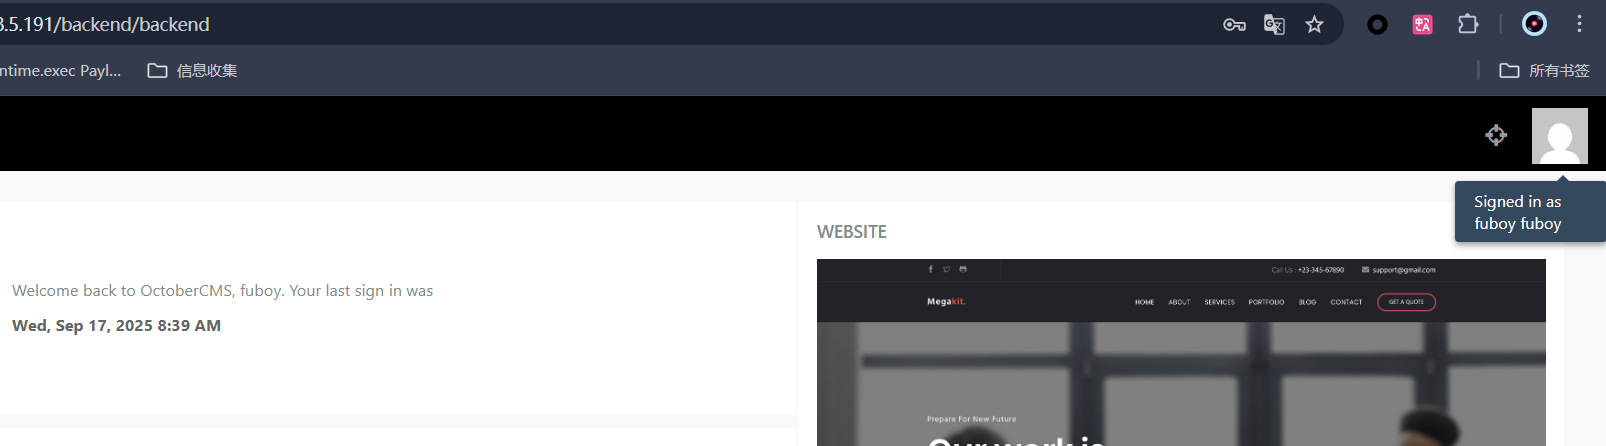 3.5.191/backend/backend
ntime.exec Payl...
信息收集
所有书签
Signed in as
fuboy fuboy
Welcome back to OctoberCMS, fuboy. Your last sign in was
Wed, Sep 17, 2025 8:39 AM
WEBSITE
Call Us : +23-345-67890 support@gmail.com
Megakit. HOME ABOUT SERVICES PORTFOLIO BLOG CONTACT GET A QUOTE
Prepare For New Future